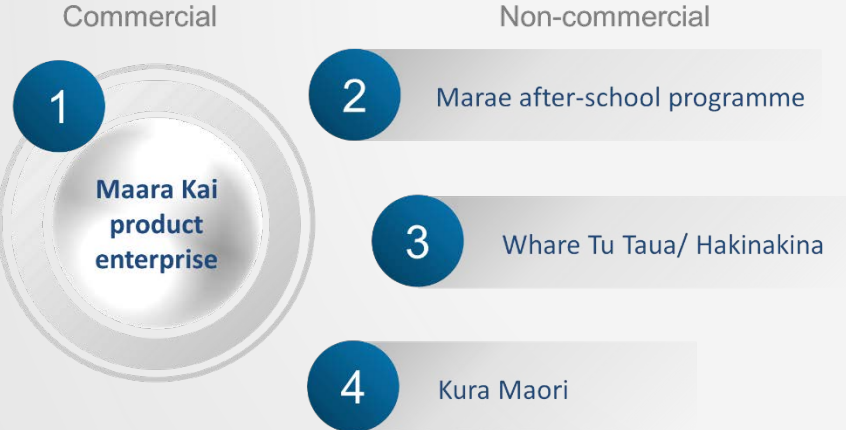 Commercial
Non-commercial
1
Maara Kai
product
enterprise
2
Marae after-school programme
3
Whare Tu Taua/ Hakinakina
4
Kura Maori